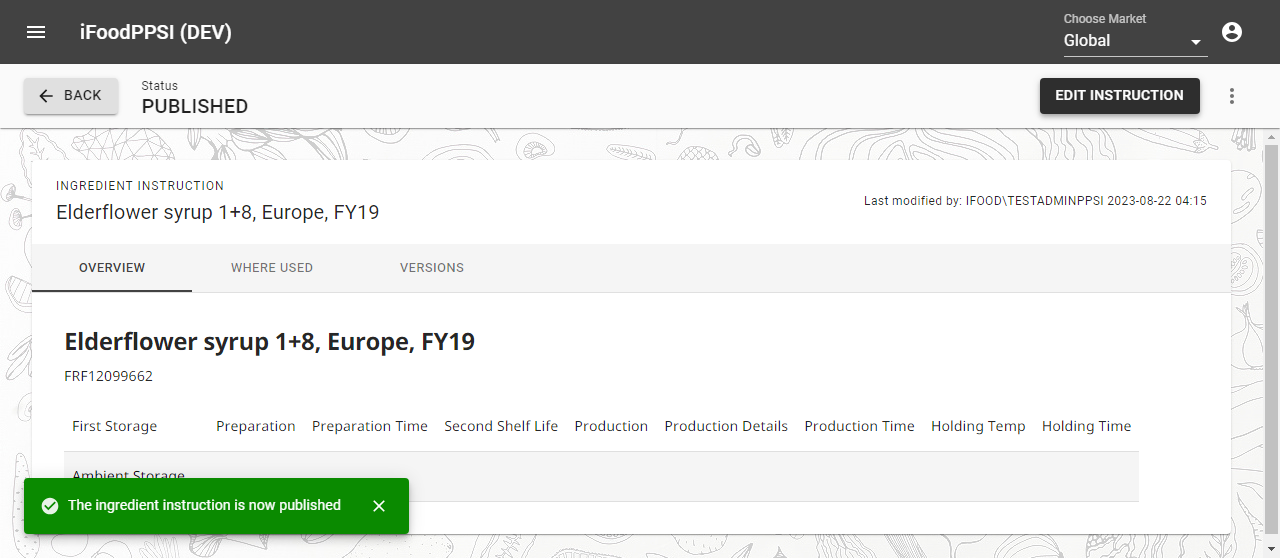 iFoodPPSI (DEV)
Choose Market
Global
BACK
Status
PUBLISHED
EDIT INSTRUCTION
INGREDIENT INSTRUCTION
Elderflower syrup 1+8, Europe, FY19
Last modified by: IFOOD\TESTADMINPPSI 2023-08-22 04:15
OVERVIEW WHERE USED VERSIONS
Elderflower syrup 1+8, Europe, FY19
FRF12099662
First Storage Preparation Preparation Time Second Shelf Life Production Production Details Production Time Holding Temp Holding Time
Ambient Storage
The ingredient instruction is now published